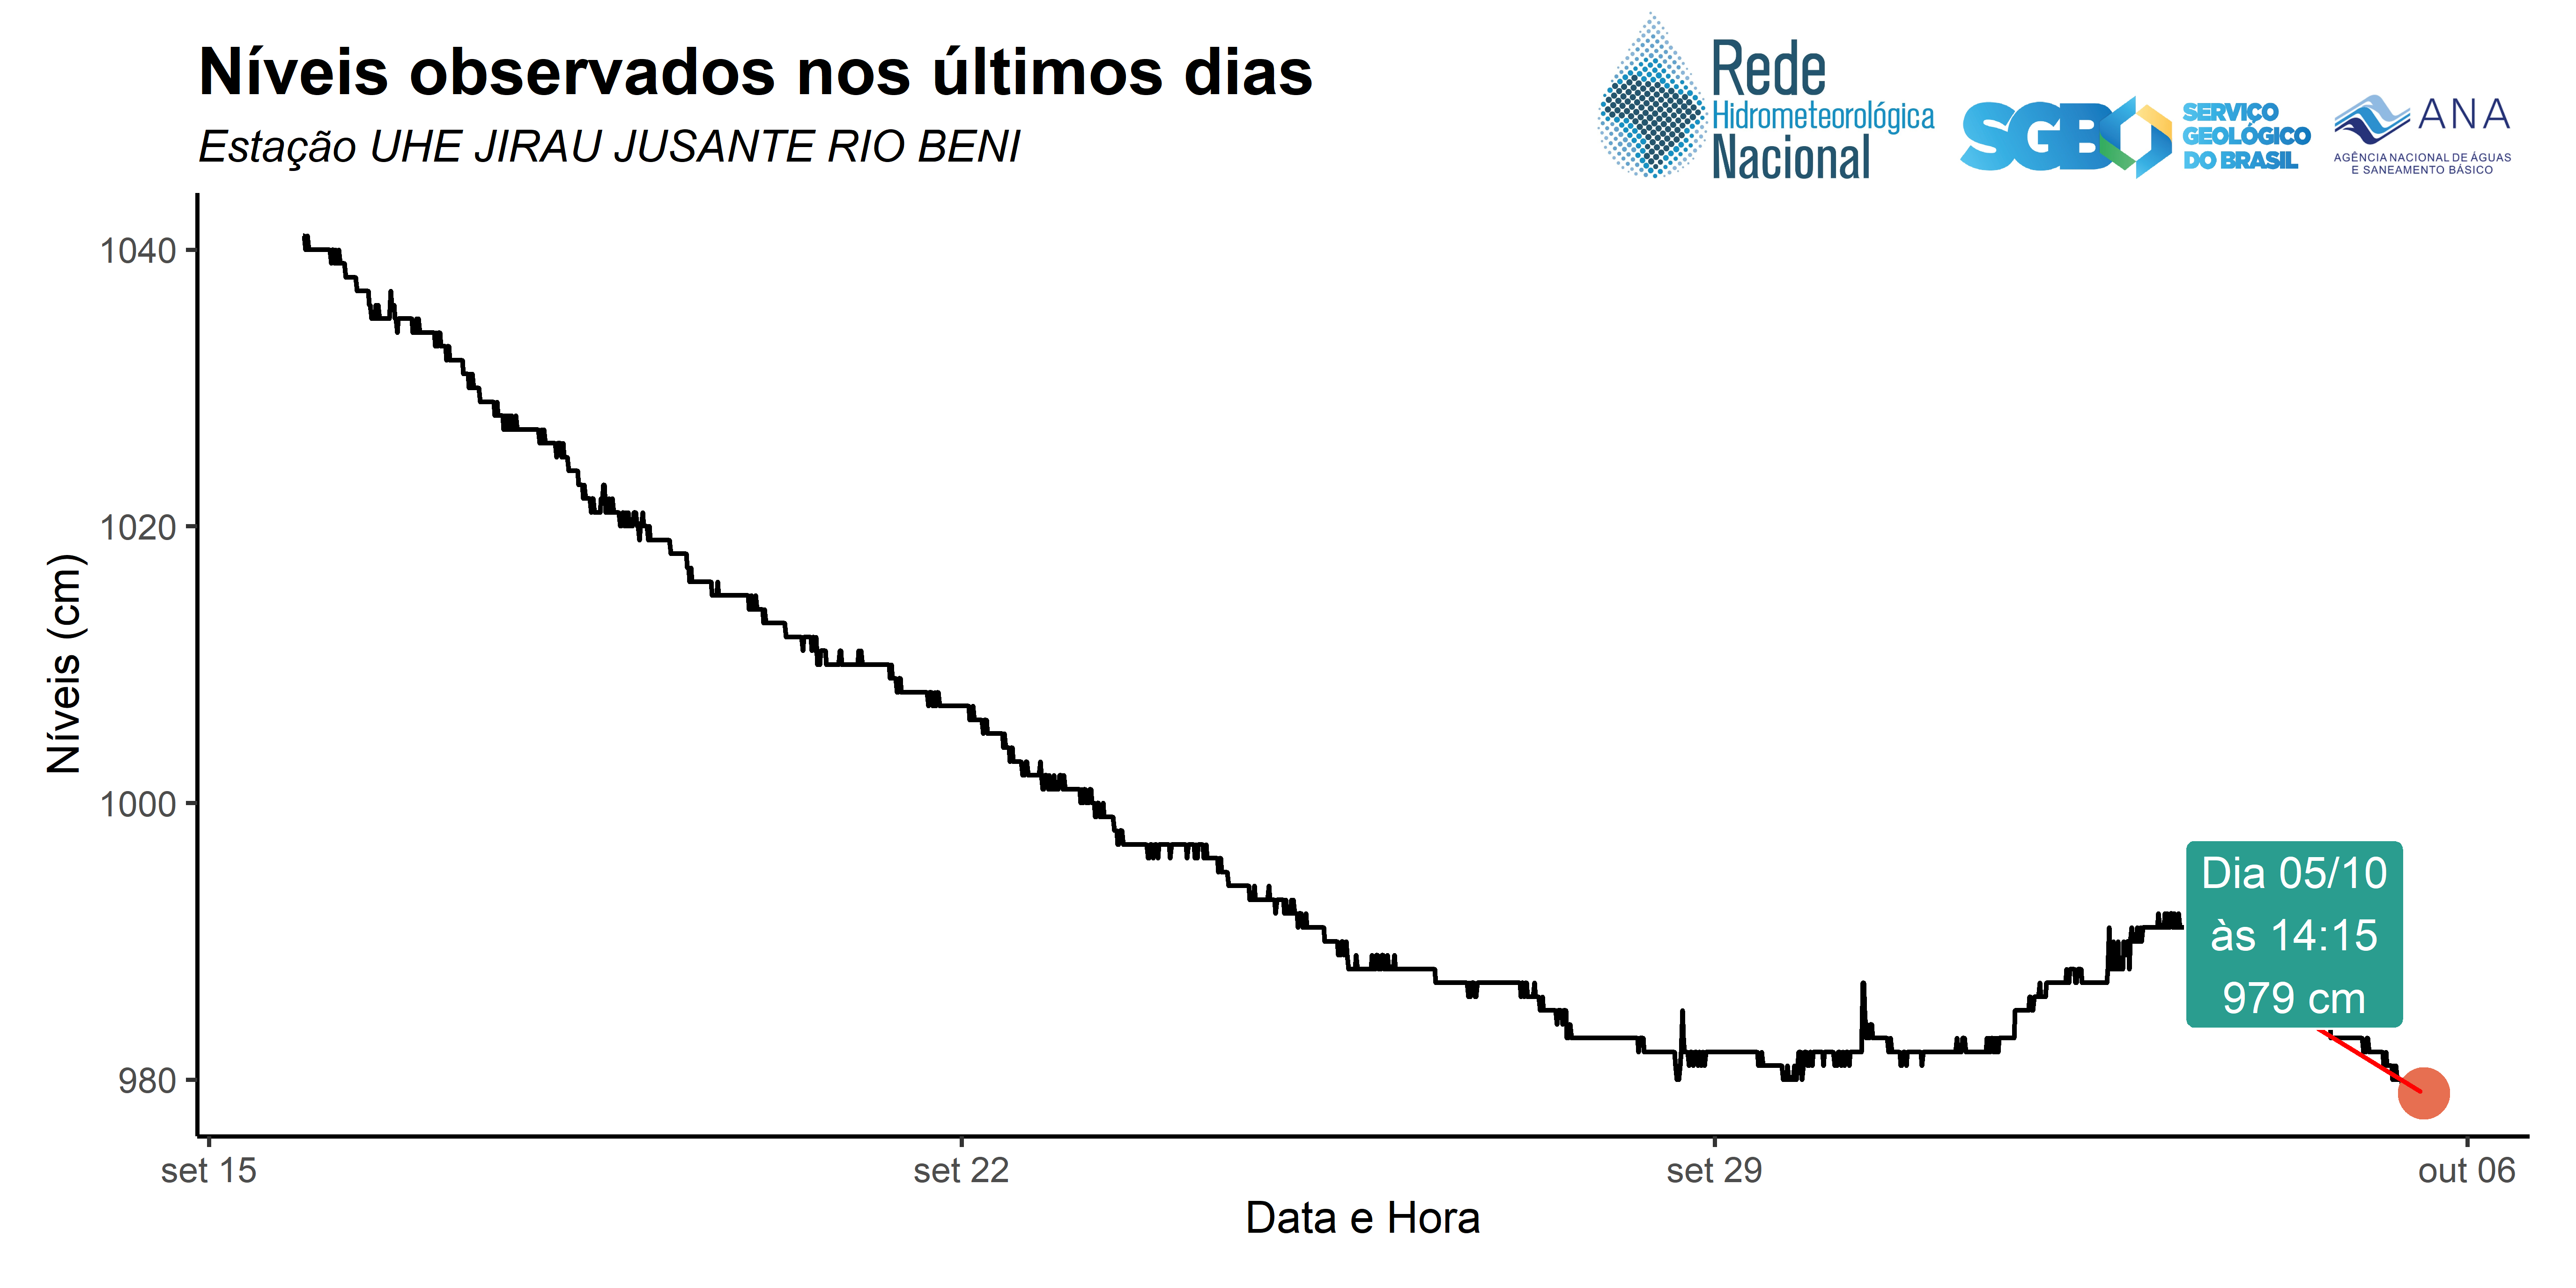 Níveis observados nos últimos dias
Estação UHE JIRAU JUSANTE RIO BENI
Rede
Hidrometeorológica
Nacional
SGB
SERVIÇO
GEOLÓGICO
DO BRASIL
ANA
AGÊNCIA NACIONAL DE ÁGUAS
E SANEAMENTO BÁSICO
Níveis (cm)
1040
1020
1000
980
Dia 05/10
às 14:15
979 cm
set 15
set 22
set 29
out 06
Data e Hora